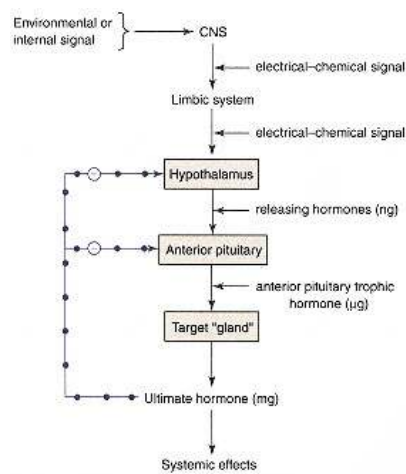 Environmental or
internal signal
CNS
electrical–chemical signal
Limbic system
electrical–chemical signal
Hypothalamus
releasing hormones (ng)
Anterior pituitary
anterior pituitary trophic
hormone (μg)
Target "gland"
Ultimate hormone (mg)
Systemic effects